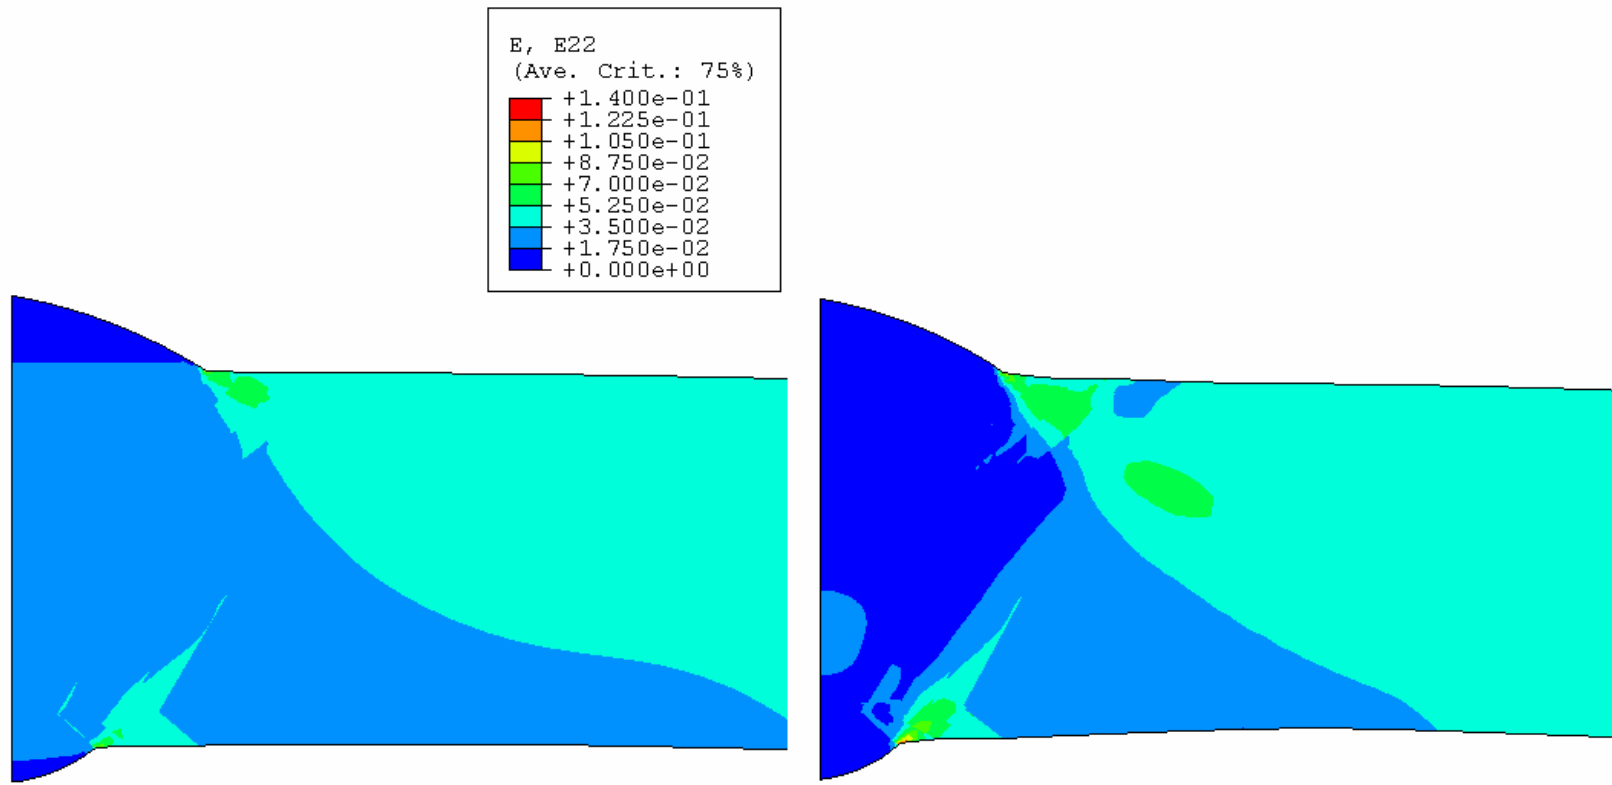 E, E22
(Ave. Crit.: 75%)
+1.400e-01
+1.225e-01
+1.050e-01
+8.750e-02
+7.000e-02
+5.250e-02
+3.500e-02
+1.750e-02
+0.000e+00